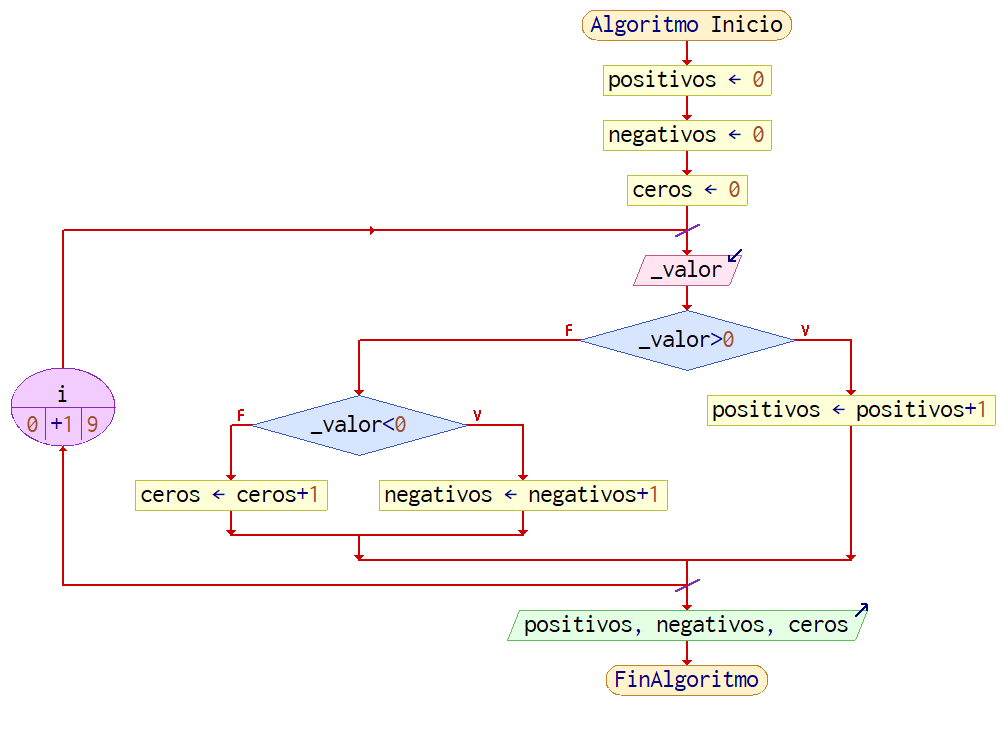 Algoritmo Inicio
positivos ← 0
negativos ← 0
ceros ← 0
_valor
F
_valor>0
V
i
0 +1 9
F
_valor<0
V
positivos ← positivos+1
ceros ← ceros+1
negativos ← negativos+1
positivos, negativos, ceros
FinAlgoritmo